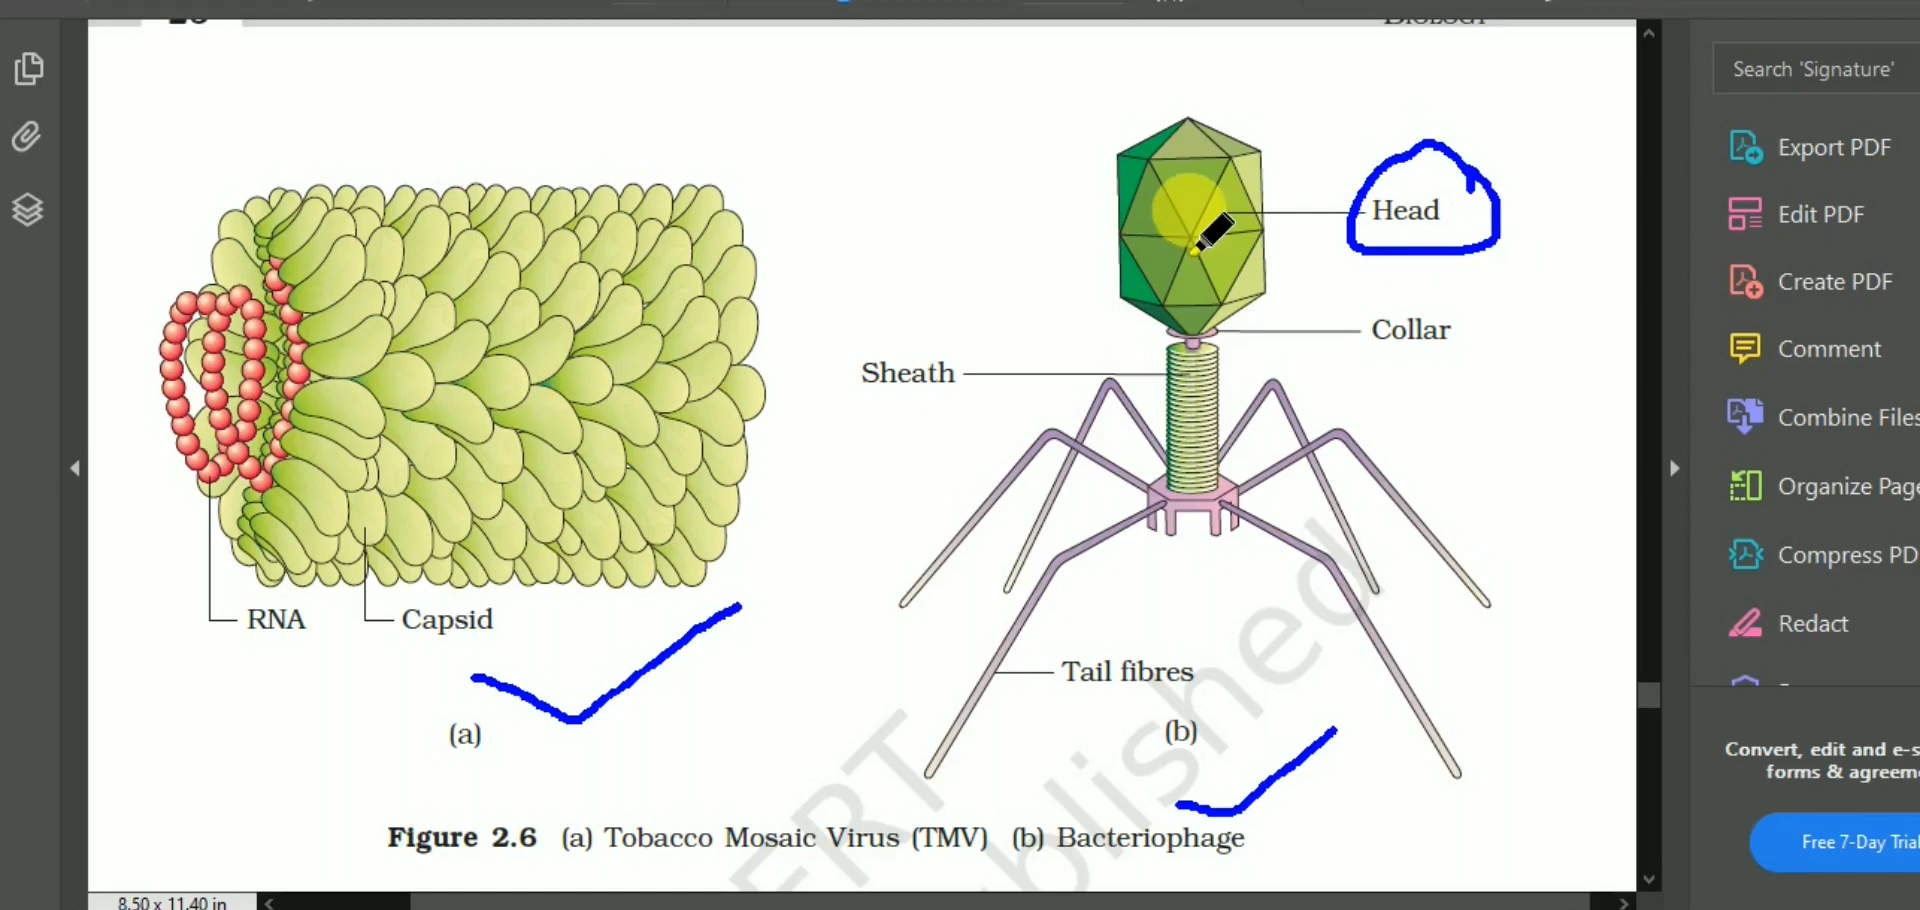 Search 'Signature'
Export PDF
Edit PDF
Create PDF
Comment
Combine Files
Organize Page
Compress PD
Redact
Convert, edit and e-s
forms & agreem
Free 7-Day Trial
Head
Collar
Sheath
RNA
Capsid
Tail fibres
(a)
(b)
Figure 2.6 (a) Tobacco Mosaic Virus (TMV) (b) Bacteriophage
blished
8.50 x 11.40 in